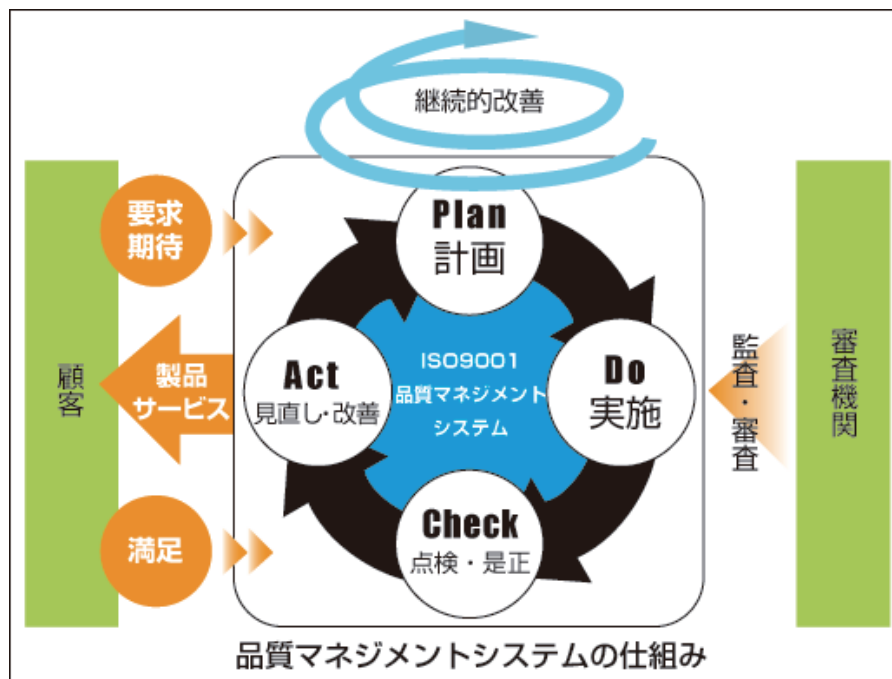 継続的改善
要求
期待
Plan
計画
顧客
製品
サービス
Act
見直し・改善
ISO9001
品質マネジメント
システム
Do
実施
監査・審査
審査機関
満足
Check
点検・是正
品質マネジメントシステムの仕組み